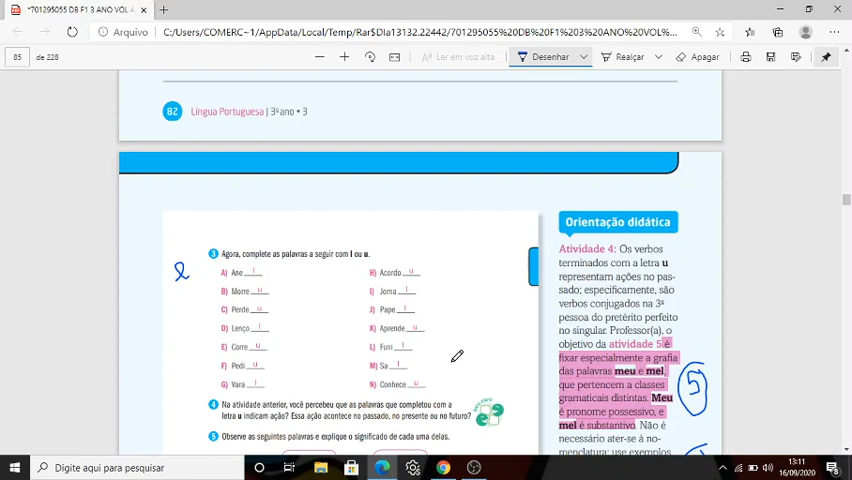 *701295055 DB F1 3 ANO VOL
Arquivo
C:/Users/COMERC~1/AppData/Local/Temp/Rar$DIa13132.22442/701295055%20DB%20F1%203%20ANO%20VOL%...
85 de 228
Ler em voz alta
Desenhar
Realçar
Apagar
82 Língua Portuguesa | 3º ano • 3
3 Agora, complete as palavras a seguir com l ou u.
A) Ane l
B) Morre u
C) Perde u
D) Lenço l
E) Corre u
F) Pedi u
G) Vara l
H) Acordo u
I) Jorna l
J) Pape l
K) Aprende u
L) Funi l
M) Sa l
N) Conhece u
4 Na atividade anterior, você percebeu que as palavras que completou com a
letra u indicam ação? Essa ação acontece no passado, no presente ou no futuro?
5 Observe as seguintes palavras e explique o significado de cada uma delas.
Orientação didática
Atividade 4: Os verbos
terminados com a letra u
representam ações no pas-
sado; especificamente, são
verbos conjugados na 3ª
pessoa do pretérito perfeito
no singular. Professor(a), o
objetivo da atividade 5 é
fixar especialmente a grafia
das palavras meu e mel,
que pertencem a classes
gramaticais distintas. Meu
é pronome possessivo, e
mel é substantivo. Não é
necessário ater-se à no-
menclatura; use exemplos
5
Digite aqui para pesquisar
13:11
16/09/2020